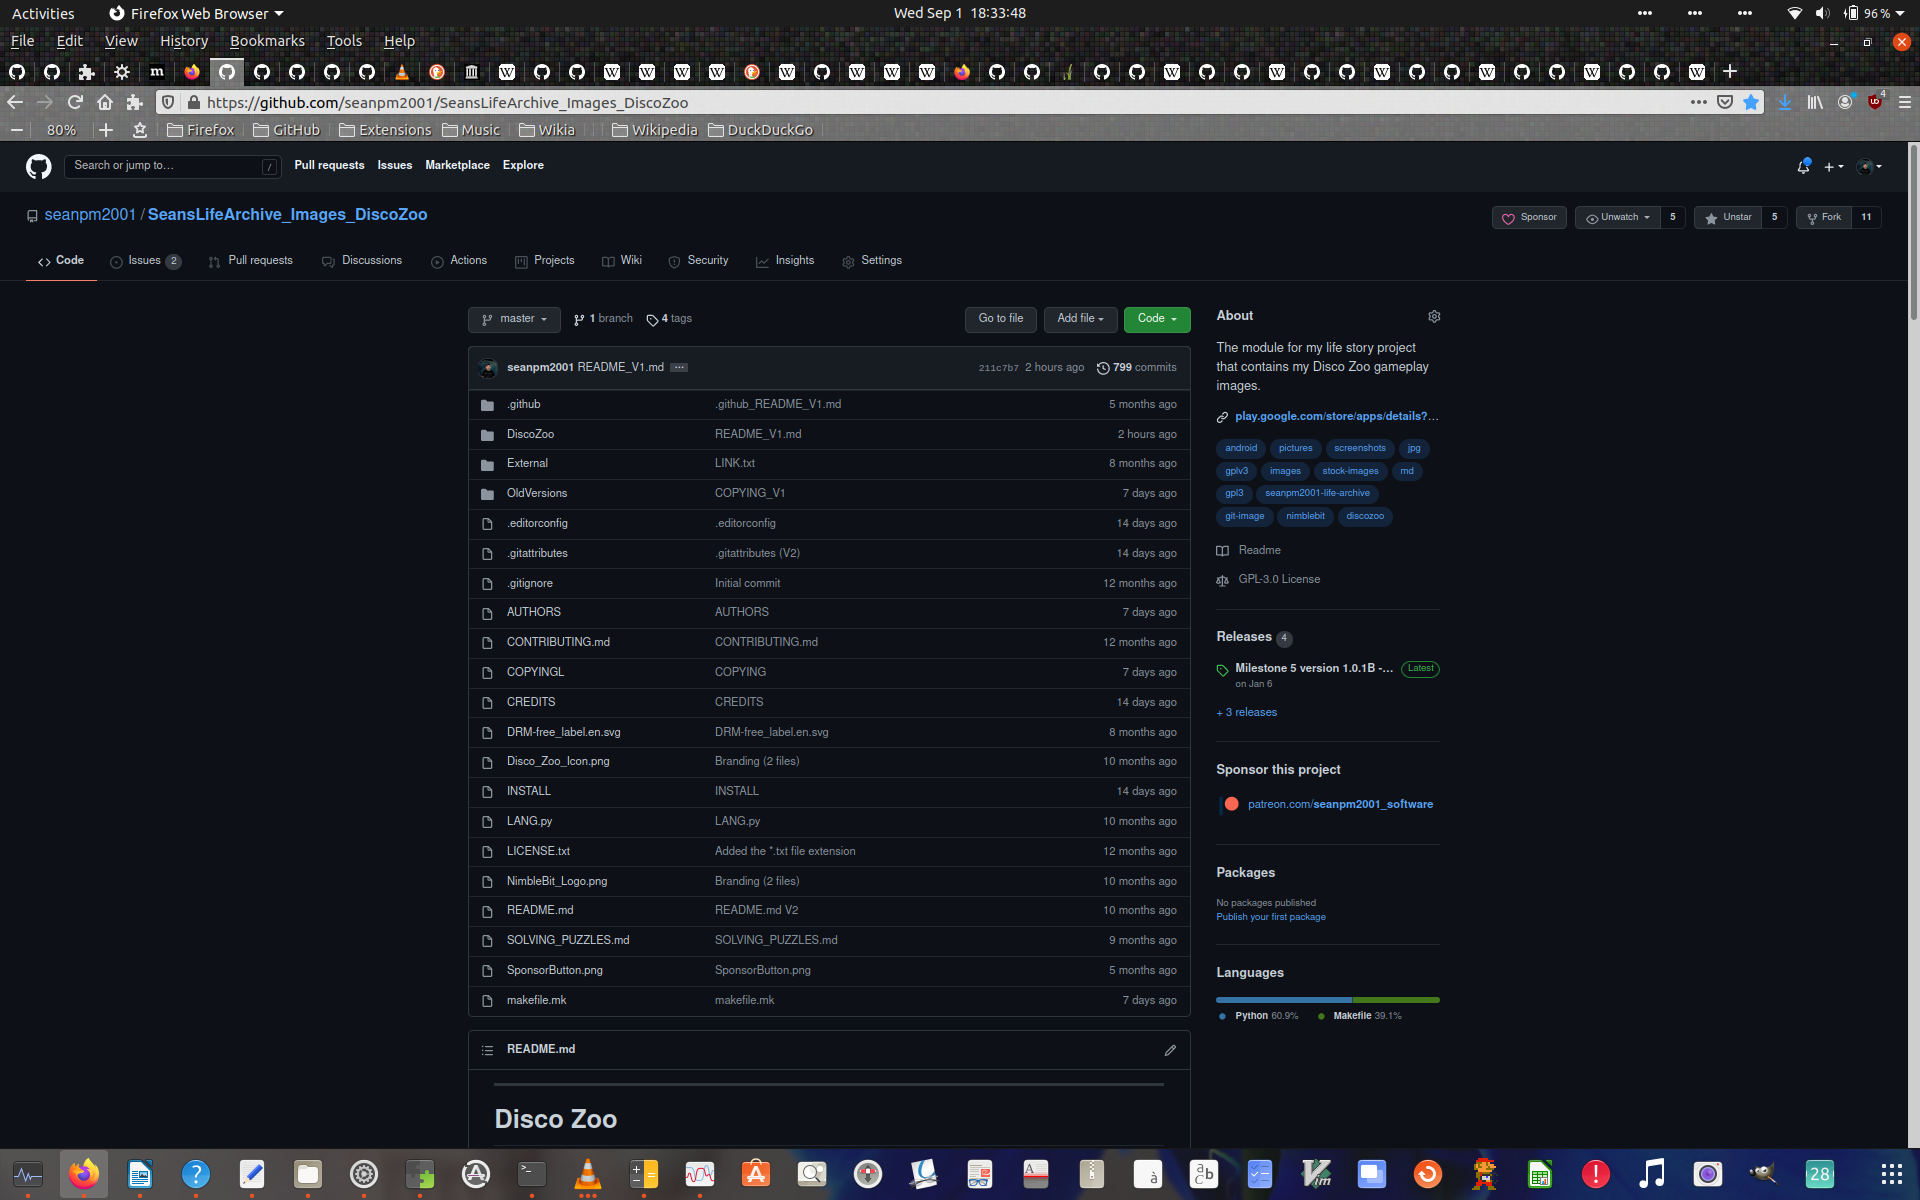 Activities Firefox Web Browser Wed Sep 1 18:33:48 96 %
File Edit View History Bookmarks Tools Help
https://github.com/seanpm2001/SeansLifeArchive_Images_DiscoZoo 4
80% Firefox GitHub Extensions Music Wikia Wikipedia DuckDuckGo
Search or jump to… / Pull requests Issues Marketplace Explore
seanpm2001 / SeansLifeArchive_Images_DiscoZoo Sponsor Unwatch 5 Unstar 5 Fork 11
Code Issues 2 Pull requests Discussions Actions Projects Wiki Security Insights Settings
master 1 branch 4 tags Go to file Add file Code
seanpm2001 README_V1.md 211c7b7 2 hours ago 799 commits
.github .github_README_V1.md 5 months ago
DiscoZoo README_V1.md 2 hours ago
External LINK.txt 8 months ago
OldVersions COPYING_V1 7 days ago
.editorconfig .editorconfig 14 days ago
.gitattributes .gitattributes (V2) 14 days ago
.gitignore Initial commit 12 months ago
AUTHORS AUTHORS 7 days ago
CONTRIBUTING.md CONTRIBUTING.md 12 months ago
COPYINGL COPYING 7 days ago
CREDITS CREDITS 14 days ago
DRM-free_label.en.svg DRM-free_label.en.svg 8 months ago
Disco_Zoo_Icon.png Branding (2 files) 10 months ago
INSTALL INSTALL 14 days ago
LANG.py LANG.py 10 months ago
LICENSE.txt Added the *.txt file extension 12 months ago
NimbleBit_Logo.png Branding (2 files) 10 months ago
README.md README.md V2 10 months ago
SOLVING_PUZZLES.md SOLVING_PUZZLES.md 9 months ago
SponsorButton.png SponsorButton.png 5 months ago
makefile.mk makefile.mk 7 days ago
README.md
Disco Zoo
About
The module for my life story project
that contains my Disco Zoo gameplay
images.
play.google.com/store/apps/details?…
android pictures screenshots jpg
gplv3 images stock-images md
gpl3 seanpm2001-life-archive
git-image nimblebit discozoo
Readme
GPL-3.0 License
Releases 4
Milestone 5 version 1.0.1B -… Latest
on Jan 6
+ 3 releases
Sponsor this project
patreon.com/seanpm2001_software
Packages
No packages published
Publish your first package
Languages
Python 60.9% Makefile 39.1%
28